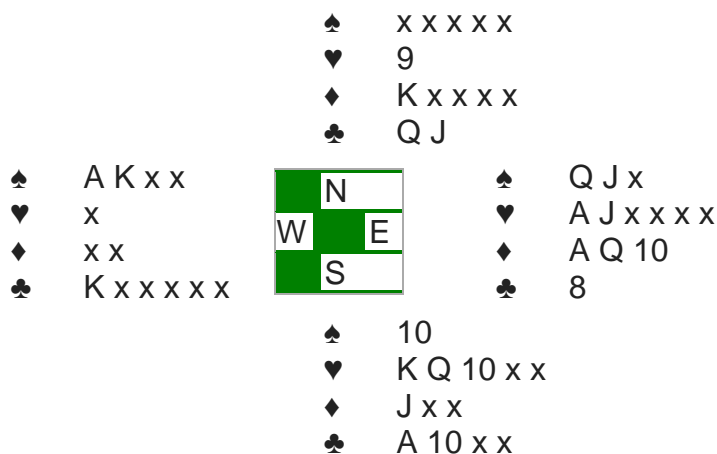 ♠ x x x x x
♥ 9
♦ K x x x x
♣ Q J
♠ A K x x
♥ x
♦ x x
♣ K x x x x x
N
W E
S
♠ Q J x
♥ A J x x x x
♦ A Q 10
♣ 8
♠ 10
♥ K Q 10 x x
♦ J x x
♣ A 10 x x